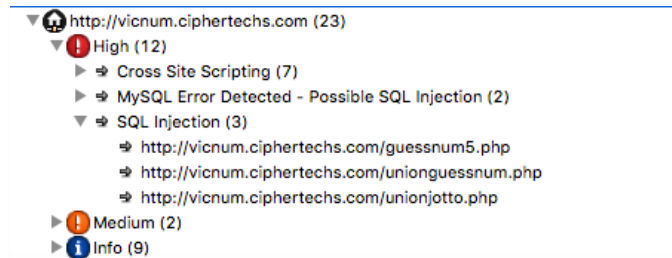 http://vicnum.ciphertechs.com (23)
High (12)
Cross Site Scripting (7)
MySQL Error Detected - Possible SQL Injection (2)
SQL Injection (3)
http://vicnum.ciphertechs.com/guessnum5.php
http://vicnum.ciphertechs.com/unionguessnum.php
http://vicnum.ciphertechs.com/unionjotto.php
Medium (2)
Info (9)